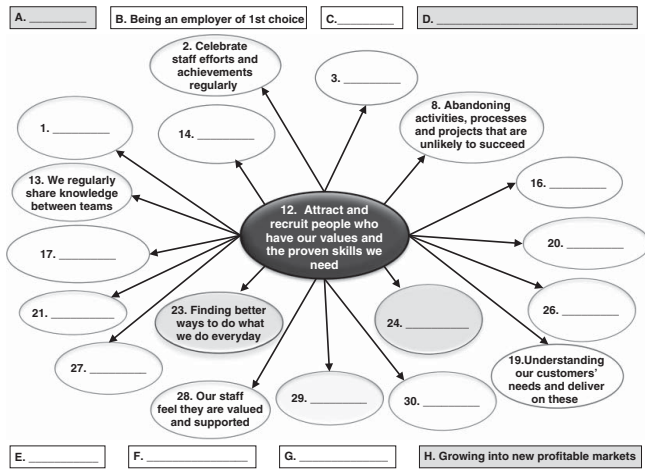 A. __________
B. Being an employer of 1st choice
C.__________
D. ______________________________
2. Celebrate
staff efforts and
achievements
regularly
3. __________
8. Abandoning
activities, processes
and projects that are
unlikely to succeed
1. __________
14. __________
13. We regularly
share knowledge
between teams
12. Attract and
recruit people who
have our values and
the proven skills we
need
16. __________
17. __________
20. __________
21. __________
23. Finding better
ways to do what
we do everyday
24. __________
26. __________
27. __________
19.Understanding
our customers'
needs and deliver
on these
28. Our staff
feel they are valued
and supported
29. __________
30. __________
E. ____________
F. _________________
G. _________________
H. Growing into new profitable markets